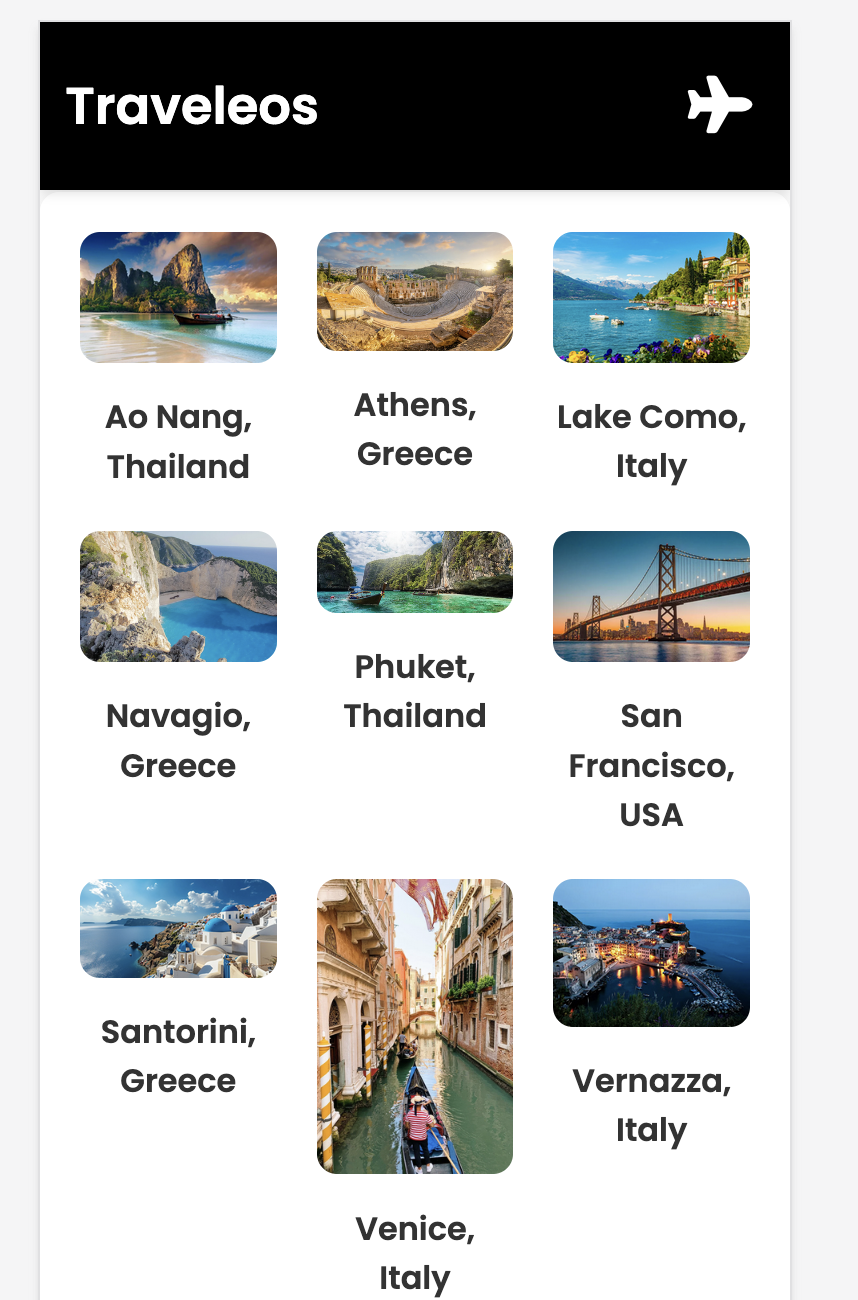 Traveleos
Ao Nang,
Thailand
Athens,
Greece
Lake Como,
Italy
Navagio,
Greece
Phuket,
Thailand
San
Francisco,
USA
Santorini,
Greece
Venice,
Italy
Vernazza,
Italy